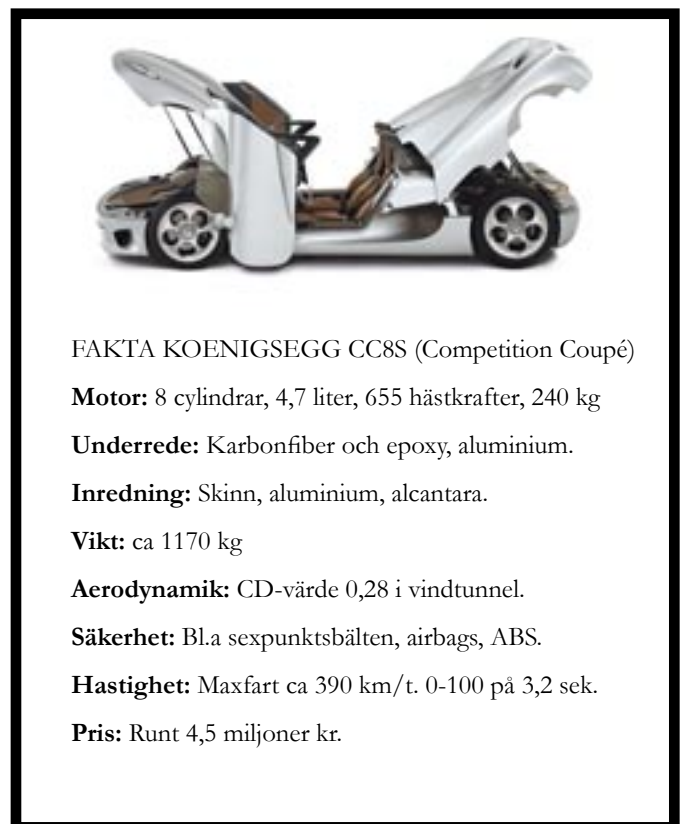 FAKTA KOENIGSEGG CC8S (Competition Coupé)
Motor: 8 cylindrar, 4,7 liter, 655 hästkrafter, 240 kg
Underrede: Karbonfiber och epoxy, aluminium.
Inredning: Skinn, aluminium, alcantara.
Vikt: ca 1170 kg
Aerodynamik: CD-värde 0,28 i vindtunnel.
Säkerhet: Bl.a sexpunktsbälten, airbags, ABS.
Hastighet: Maxfart ca 390 km/t. 0-100 på 3,2 sek.
Pris: Runt 4,5 miljoner kr.